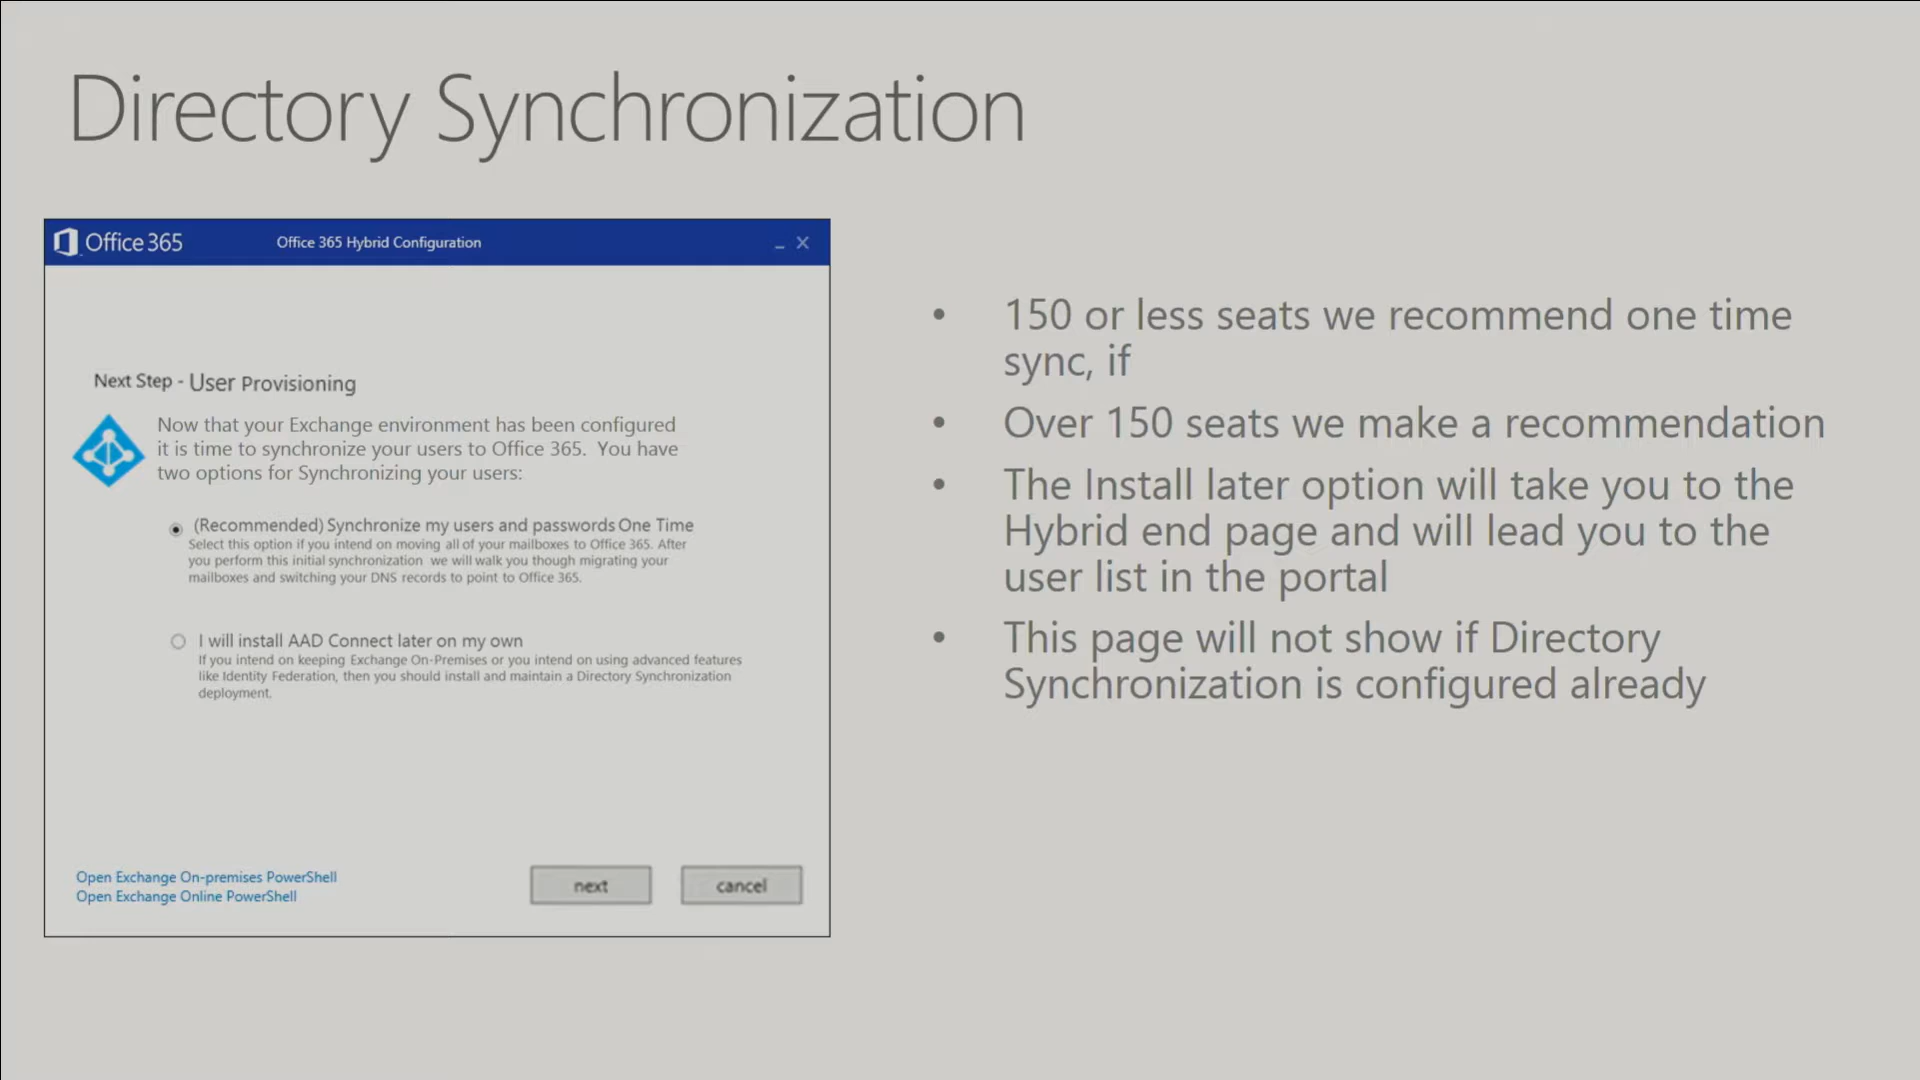 Directory Synchronization
Office 365
Office 365 Hybrid Configuration
Next Step - User Provisioning
Now that your Exchange environment has been configured
it is time to synchronize your users to Office 365. You have
two options for Synchronizing your users:
(Recommended) Synchronize my users and passwords One Time
Select this option if you intend on moving all of your mailboxes to Office 365. After
you perform this initial synchronization we will walk you though migrating your
mailboxes and switching your DNS records to point to Office 365.
I will install AAD Connect later on my own
If you intend on keeping Exchange On-Premises or you intend on using advanced features
like Identity Federation, then you should install and maintain a Directory Synchronization
deployment.
Open Exchange On-premises PowerShell
Open Exchange Online PowerShell
next
cancel
• 150 or less seats we recommend one time
sync, if
• Over 150 seats we make a recommendation
• The Install later option will take you to the
Hybrid end page and will lead you to the
user list in the portal
• This page will not show if Directory
Synchronization is configured already